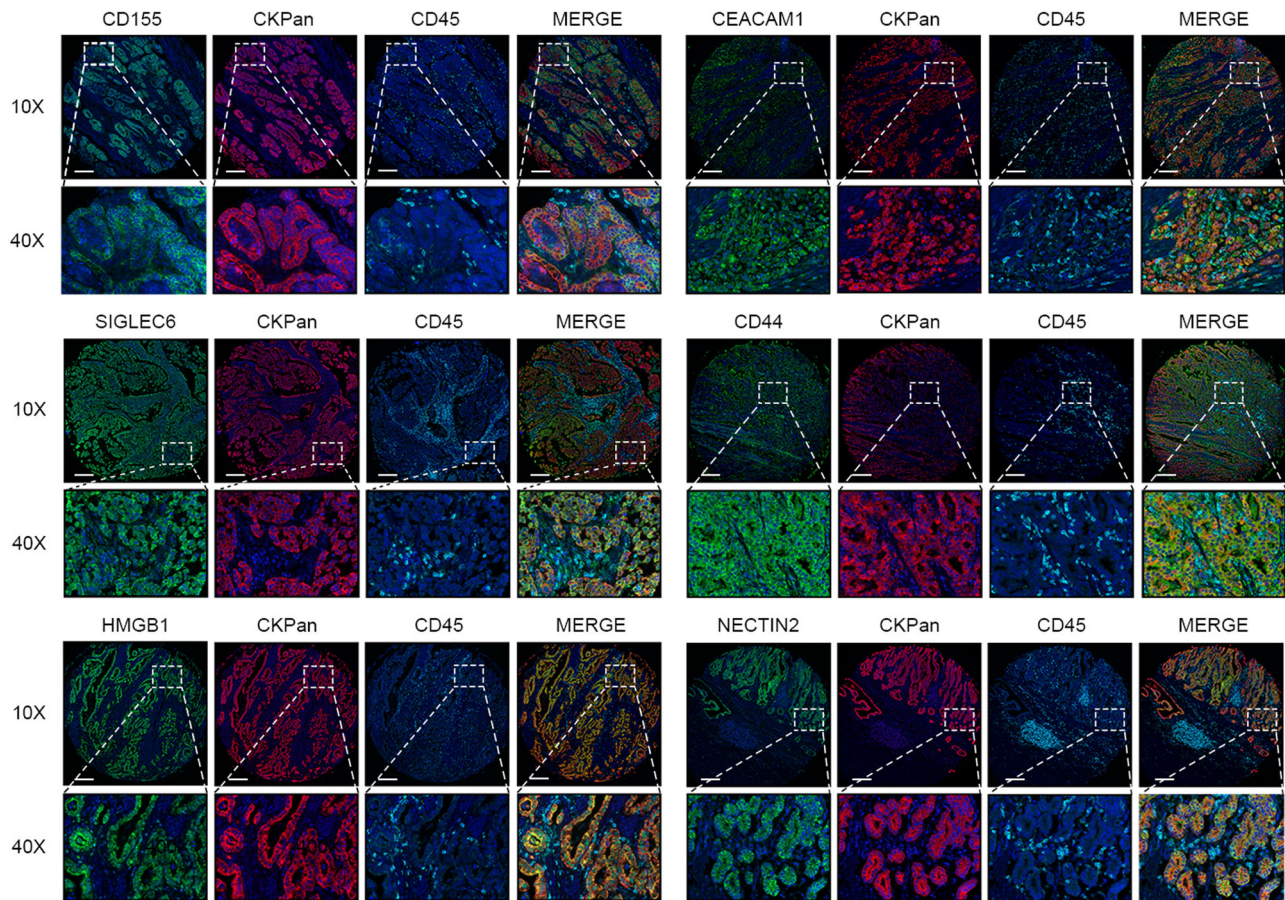 CD155 CKPan CD45 MERGE CEACAM1 CKPan CD45 MERGE
10X
40X
SIGLEC6 CKPan CD45 MERGE CD44 CKPan CD45 MERGE
10X
40X
HMGB1 CKPan CD45 MERGE NECTIN2 CKPan CD45 MERGE
10X
40X